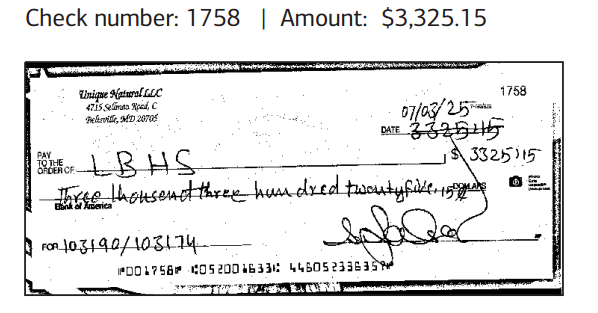 Check number: 1758 | Amount: $3,325.15
Unique Natural LLC
1758
4715 Sellman Road, C
Beltsville, MD 20705
07/03/25
DATE 3325.15
PAY
TO THE
ORDER OF LBHS $ 3325.15
Three thousand three hundred twentyfive, 15 DOLLARS
Bank of America
FOR 103190/103174
⑈001758⑈ ⑆052001633⑆ 446052336357⑈